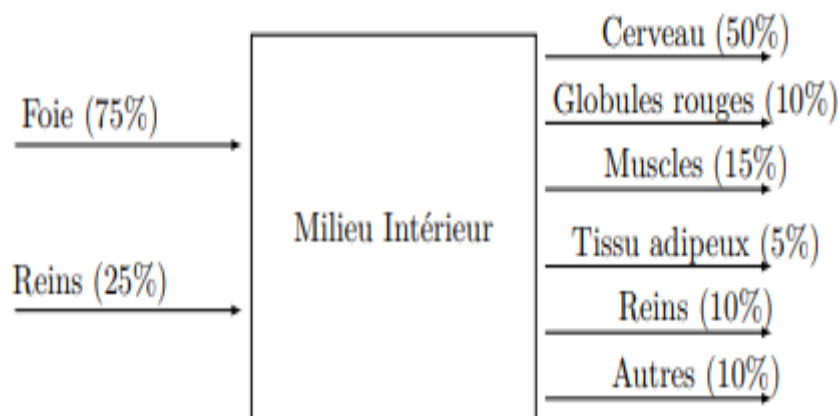 Foie (75%)
Reins (25%)
Milieu Intérieur
Cerveau (50%)
Globules rouges (10%)
Muscles (15%)
Tissu adipeux (5%)
Reins (10%)
Autres (10%)